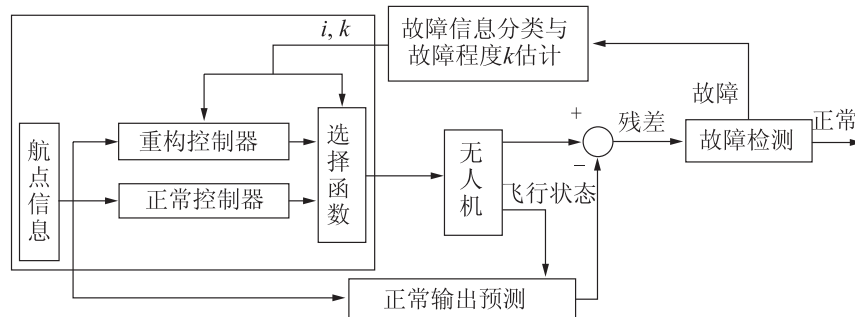 i, k
故障信息分类与
故障程度k估计
故障
+
残差
正常
重构控制器
选择函数
航点信息
无人机
故障检测
−
正常控制器
飞行状态
正常输出预测